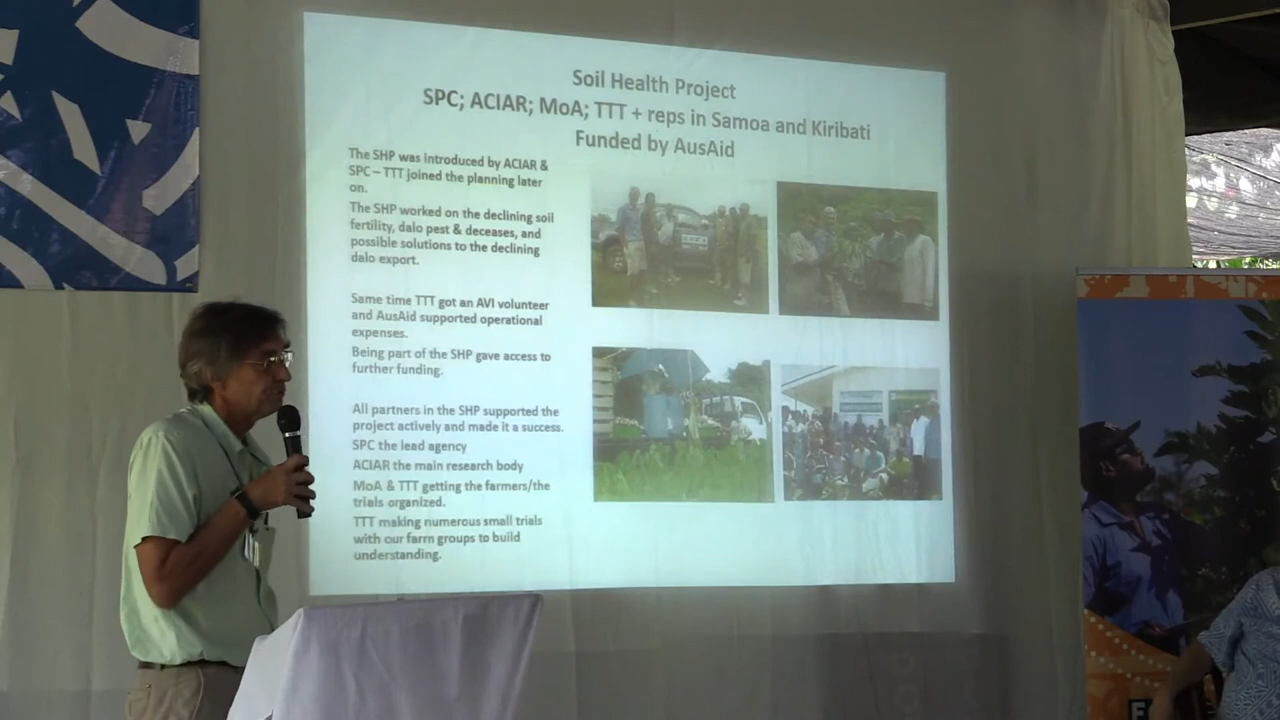 Soil Health Project
SPC; ACIAR; MoA; TTT + reps in Samoa and Kiribati
Funded by AusAid
The SHP was introduced by ACIAR &
SPC – TTT joined the planning later
on.
The SHP worked on the declining soil
fertility, dalo pest & deceases, and
possible solutions to the declining
dalo export.
Same time TTT got an AVI volunteer
and AusAid supported operational
expenses.
Being part of the SHP gave access to
further funding.
All partners in the SHP supported the
project actively and made it a success.
SPC the lead agency
ACIAR the main research body
MoA & TTT getting the farmers/the
trials organized.
TTT making numerous small trials
with our farm groups to build
understanding.